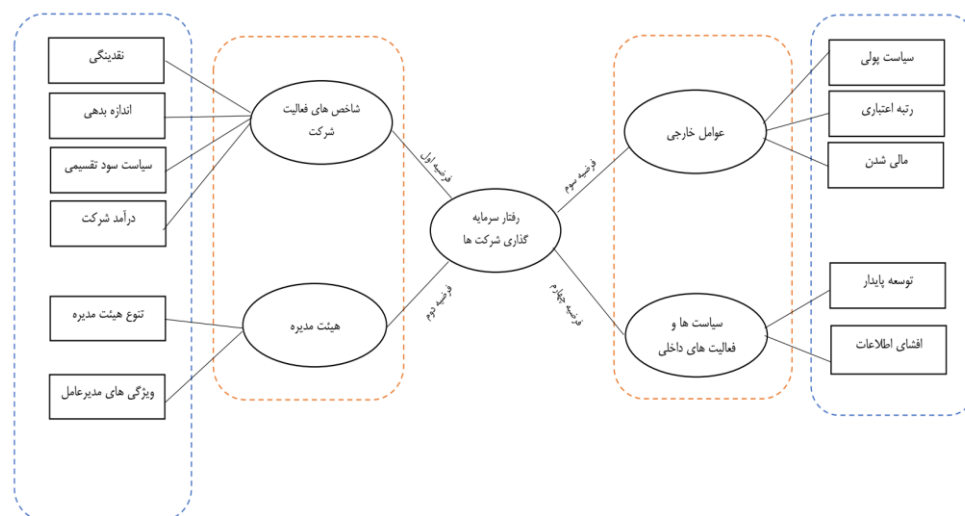 سیاست پولی
رتبه اعتباری
مالی شدن
توسعه پایدار
افشای اطلاعات
عوامل خارجی
سیاست ها و
فعالیت های داخلی
فرضیه سوم
فرضیه چهارم
رفتار سرمایه
گذاری شرکت ها
فرضیه اول
فرضیه دوم
شاخص های فعالیت
شرکت
هیئت مدیره
نقدینگی
اندازه بدهی
سیاست سود تقسیمی
درآمد شرکت
تنوع هیئت مدیره
ویژگی های مدیرعامل